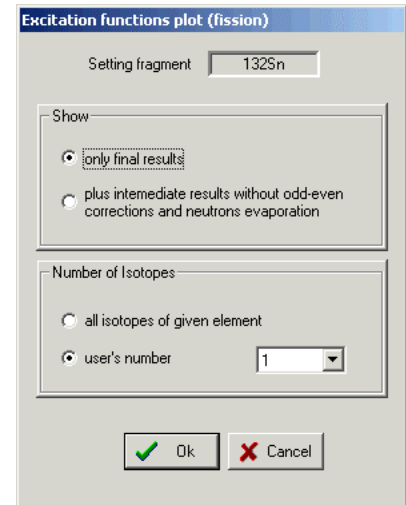 Excitation functions plot (fission)
Setting fragment 132Sn
Show
only final results
plus intemediate results without odd-even
corrections and neutrons evaporation
Number of Isotopes
all isotopes of given element
user's number 1
Ok Cancel